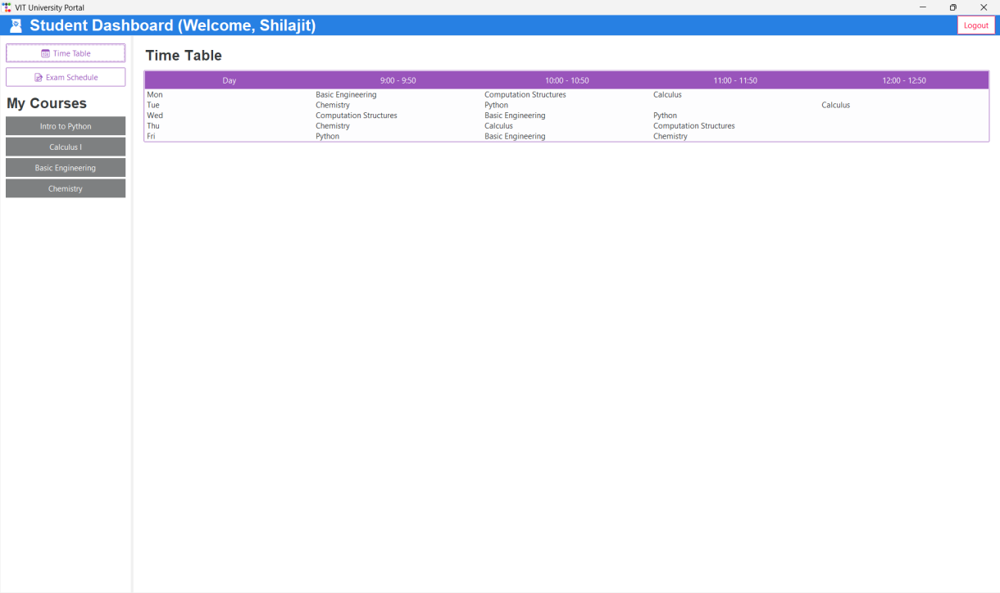 VIT University Portal
Student Dashboard (Welcome, Shilajit)
Logout
Time Table
Exam Schedule
My Courses
Intro to Python
Calculus I
Basic Engineering
Chemistry
Time Table
Day 9:00 - 9:50 10:00 - 10:50 11:00 - 11:50 12:00 - 12:50
Mon Basic Engineering Computation Structures Calculus
Tue Chemistry Python Calculus
Wed Computation Structures Basic Engineering Python
Thu Chemistry Calculus Computation Structures
Fri Python Basic Engineering Chemistry